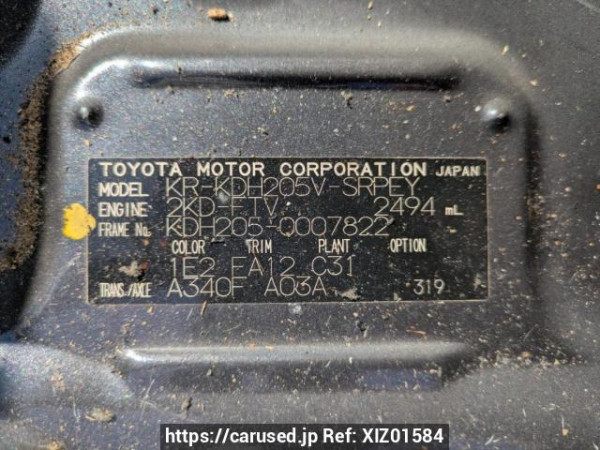 TOYOTA MOTOR CORPORATION JAPAN
MODEL KR-KDH205V-SRPEY
ENGINE 2KD-FTV 2494 mL
FRAME No. KDH205-0007822
COLOR TRIM PLANT OPTION
1E2 FA12 C31
TRANS./AXLE A340F A03A 319
https://carused.jp Ref: XIZ01584